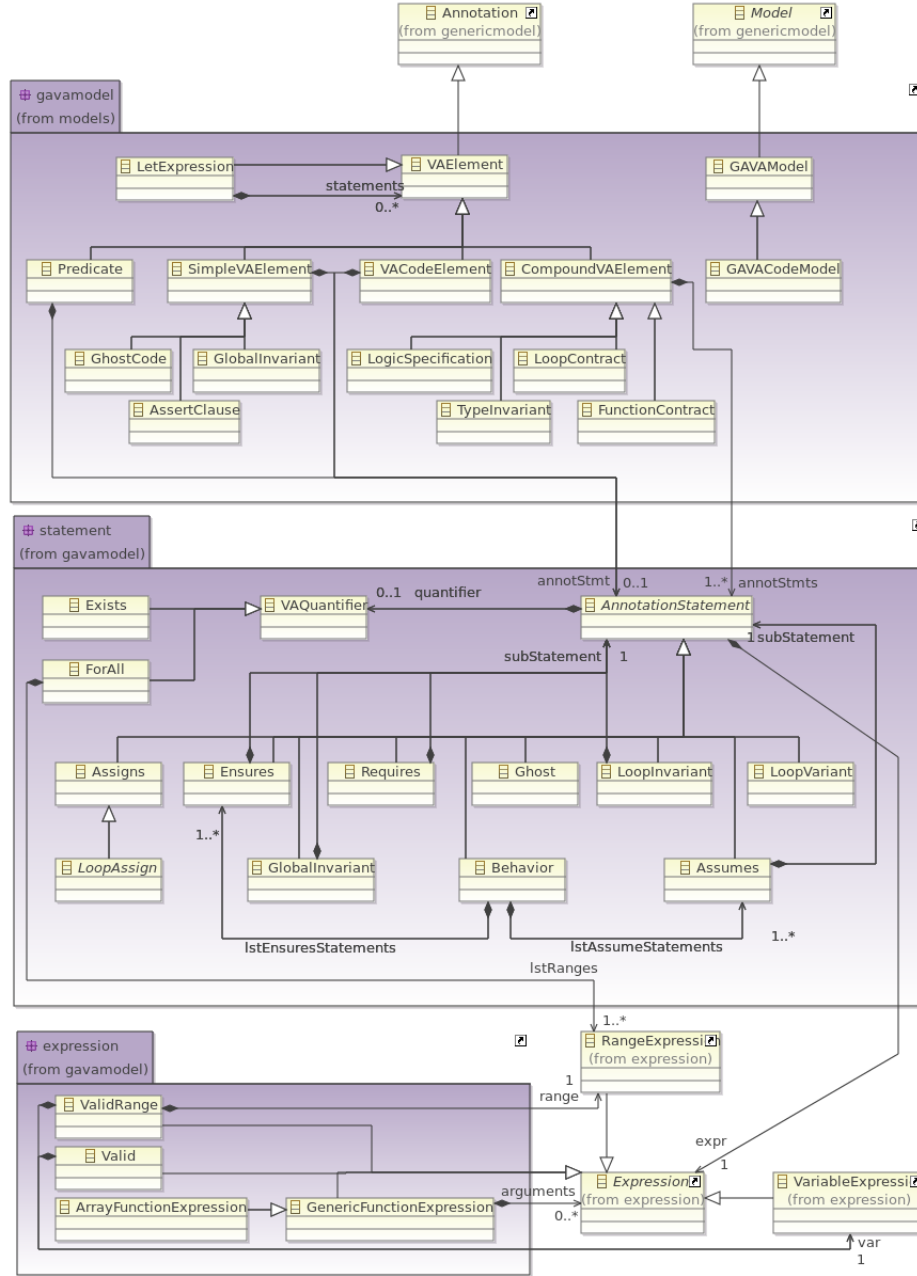 Annotation
(from genericmodel)
Model
(from genericmodel)
gavamodel
(from models)
LetExpression
VAElement
GAVAModel
statements
0..*
Predicate
SimpleVAElement
VACodeElement
CompoundVAElement
GAVACodeModel
GhostCode
GlobalInvariant
LogicSpecification
LoopContract
AssertClause
TypeInvariant
FunctionContract
statement
(from gavamodel)
annotStmt
0..1
1..*
annotStmts
Exists
VAQuantifier
0..1
quantifier
AnnotationStatement
1
subStatement
subStatement
1
ForAll
Assigns
Ensures
Requires
Ghost
LoopInvariant
LoopVariant
1..*
LoopAssign
GlobalInvariant
Behavior
Assumes
lstEnsuresStatements
lstAssumeStatements
1..*
lstRanges
1..*
expression
(from gavamodel)
RangeExpression
(from expression)
1
range
ValidRange
Valid
expr
1
ArrayFunctionExpression
GenericFunctionExpression
arguments
0..*
Expression
(from expression)
VariableExpressi
(from expression)
var
1